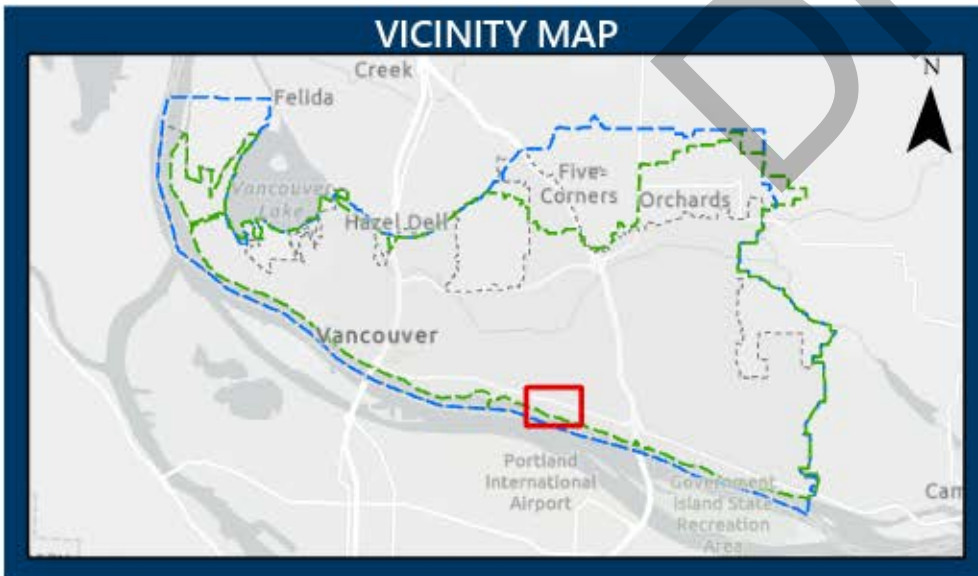 VICINITY MAP
Creek
N
Felida
Vancouver
Lake
Five
Corners
Orchards
Hazel Dell
Vancouver
Portland
International
Airport
Government
Island State
Recreation
Area
Cam